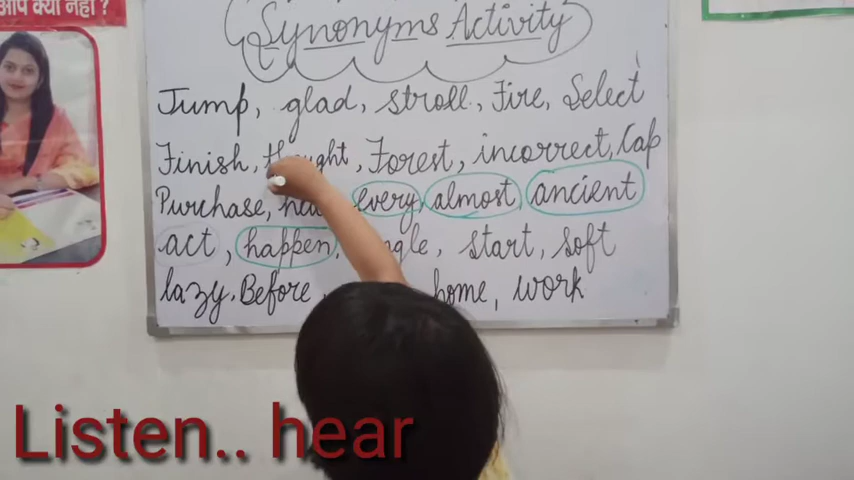 आप क्या नहीं?
Synonyms Activity
Jump, glad, stroll, Fire, Select
Finish, thought, Forest, incorrect, Cap
Purchase, every, almost, ancient
act, happen, start, soft
lazy, Before, home, work
Listen.. hear